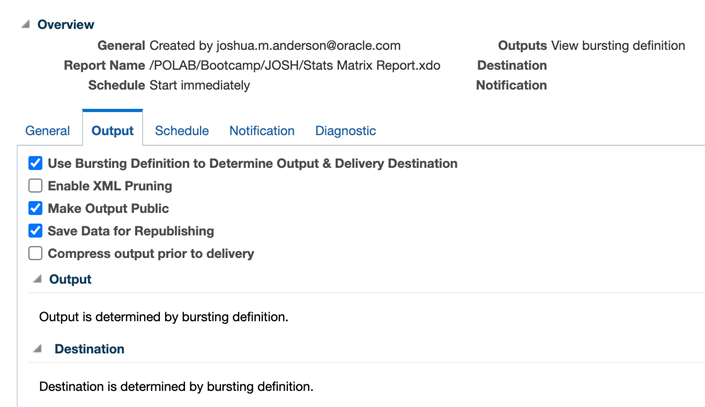 Overview
General Created by joshua.m.anderson@oracle.com Outputs View bursting definition
Report Name /POLAB/Bootcamp/JOSH/Stats Matrix Report.xdo Destination
Schedule Start immediately Notification
General Output Schedule Notification Diagnostic
Use Bursting Definition to Determine Output & Delivery Destination
Enable XML Pruning
Make Output Public
Save Data for Republishing
Compress output prior to delivery
Output
Output is determined by bursting definition.
Destination
Destination is determined by bursting definition.